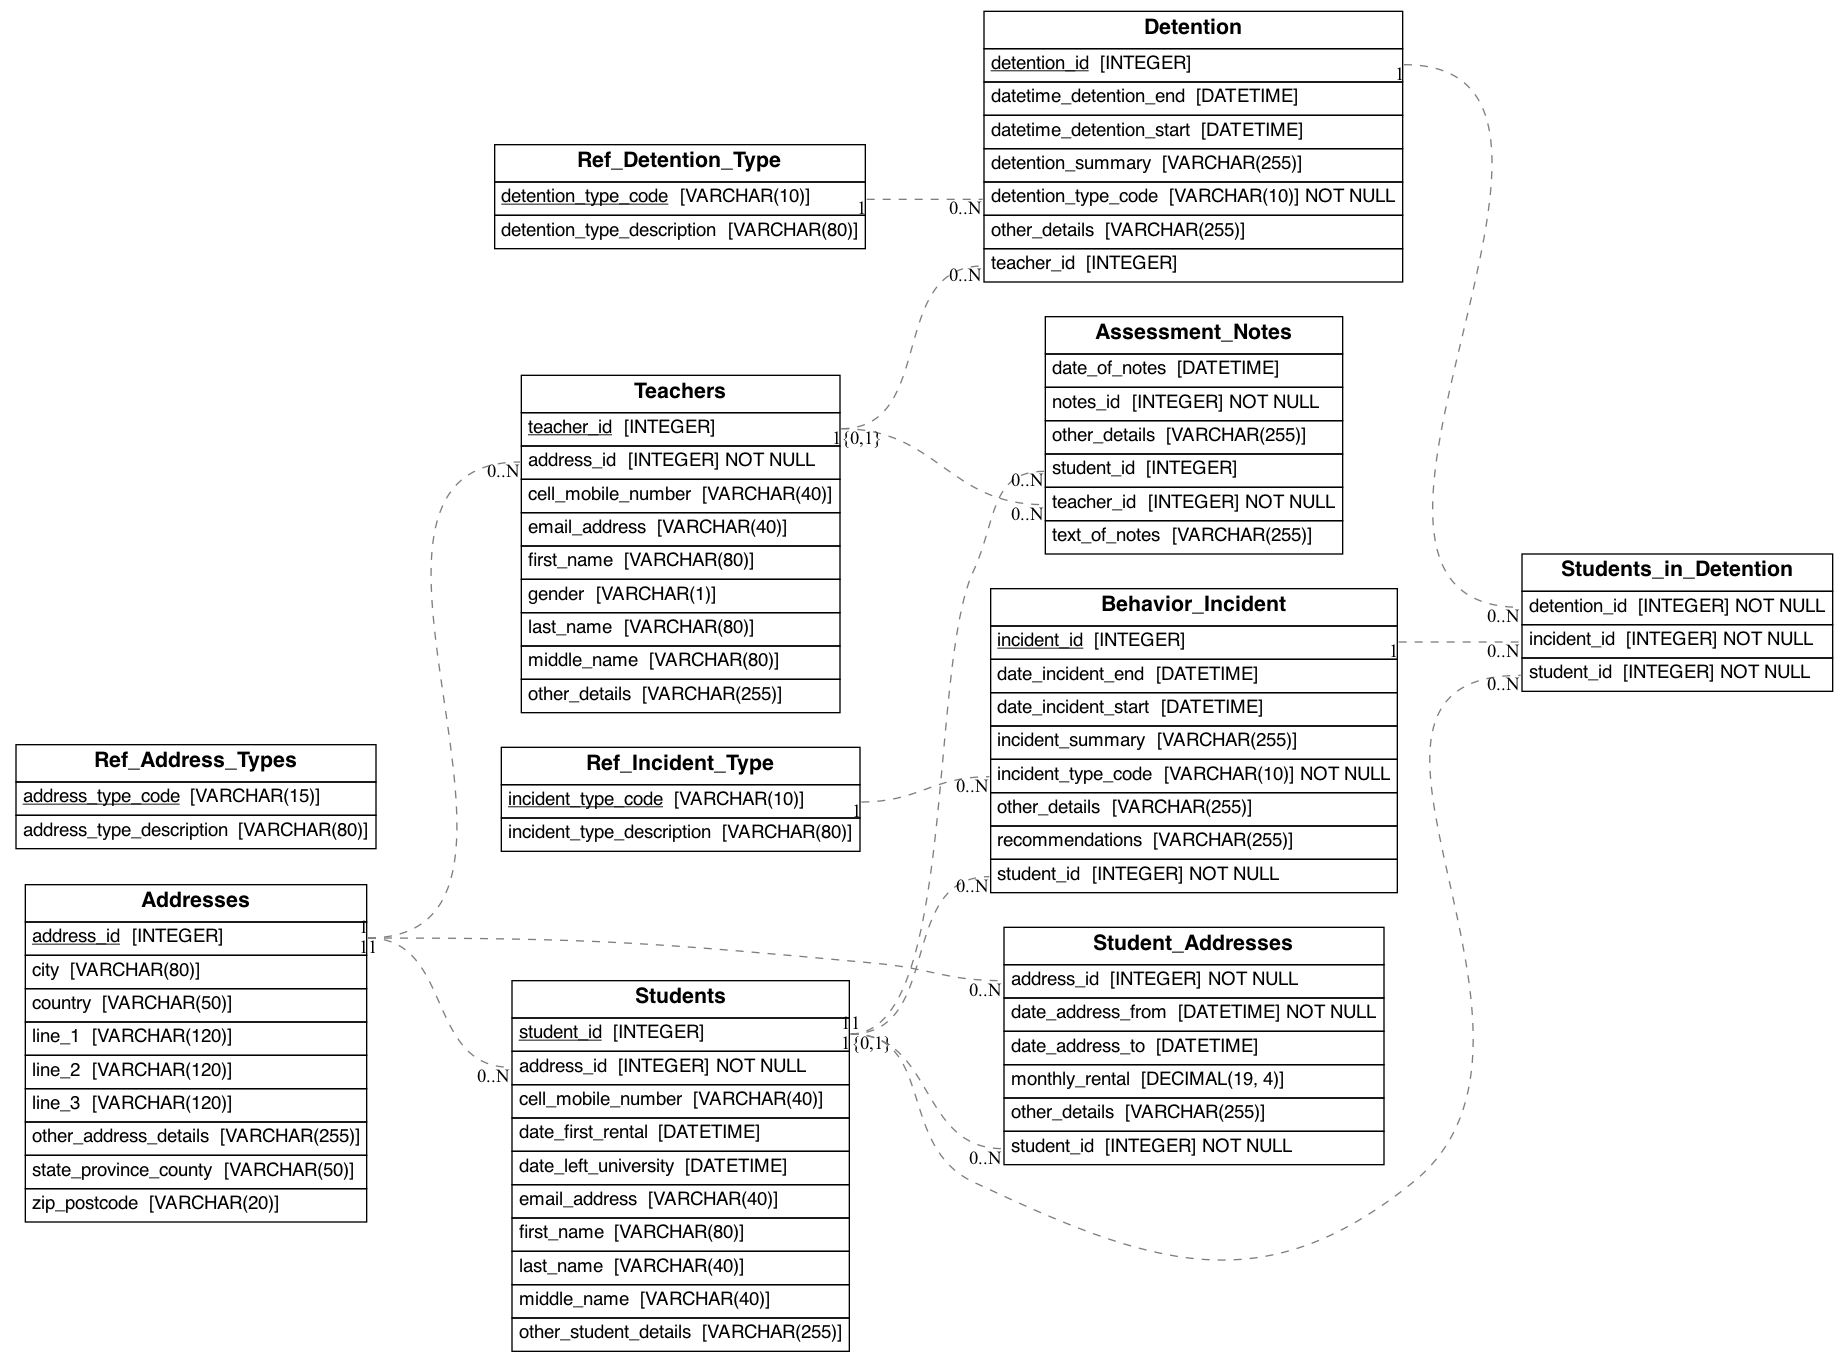 Detention
detention_id [INTEGER]
datetime_detention_end [DATETIME]
datetime_detention_start [DATETIME]
detention_summary [VARCHAR(255)]
detention_type_code [VARCHAR(10)] NOT NULL
other_details [VARCHAR(255)]
teacher_id [INTEGER]
1
0..N
0..N
Ref_Detention_Type
detention_type_code [VARCHAR(10)]
detention_type_description [VARCHAR(80)]
1
Assessment_Notes
date_of_notes [DATETIME]
notes_id [INTEGER] NOT NULL
other_details [VARCHAR(255)]
student_id [INTEGER]
teacher_id [INTEGER] NOT NULL
text_of_notes [VARCHAR(255)]
0..N
0..N
Teachers
teacher_id [INTEGER]
address_id [INTEGER] NOT NULL
cell_mobile_number [VARCHAR(40)]
email_address [VARCHAR(40)]
first_name [VARCHAR(80)]
gender [VARCHAR(1)]
last_name [VARCHAR(80)]
middle_name [VARCHAR(80)]
other_details [VARCHAR(255)]
1{0,1}
0..N
Students_in_Detention
detention_id [INTEGER] NOT NULL
incident_id [INTEGER] NOT NULL
student_id [INTEGER] NOT NULL
0..N
0..N
0..N
Behavior_Incident
incident_id [INTEGER]
date_incident_end [DATETIME]
date_incident_start [DATETIME]
incident_summary [VARCHAR(255)]
incident_type_code [VARCHAR(10)] NOT NULL
other_details [VARCHAR(255)]
recommendations [VARCHAR(255)]
student_id [INTEGER] NOT NULL
1
0..N
0..N
Ref_Address_Types
address_type_code [VARCHAR(15)]
address_type_description [VARCHAR(80)]
Ref_Incident_Type
incident_type_code [VARCHAR(10)]
incident_type_description [VARCHAR(80)]
1
Addresses
address_id [INTEGER]
city [VARCHAR(80)]
country [VARCHAR(50)]
line_1 [VARCHAR(120)]
line_2 [VARCHAR(120)]
line_3 [VARCHAR(120)]
other_address_details [VARCHAR(255)]
state_province_county [VARCHAR(50)]
zip_postcode [VARCHAR(20)]
1
11
Students
student_id [INTEGER]
address_id [INTEGER] NOT NULL
cell_mobile_number [VARCHAR(40)]
date_first_rental [DATETIME]
date_left_university [DATETIME]
email_address [VARCHAR(40)]
first_name [VARCHAR(80)]
last_name [VARCHAR(40)]
middle_name [VARCHAR(40)]
other_student_details [VARCHAR(255)]
11
1{0,1}
0..N
Student_Addresses
address_id [INTEGER] NOT NULL
date_address_from [DATETIME] NOT NULL
date_address_to [DATETIME]
monthly_rental [DECIMAL(19, 4)]
other_details [VARCHAR(255)]
student_id [INTEGER] NOT NULL
0..N
0..N